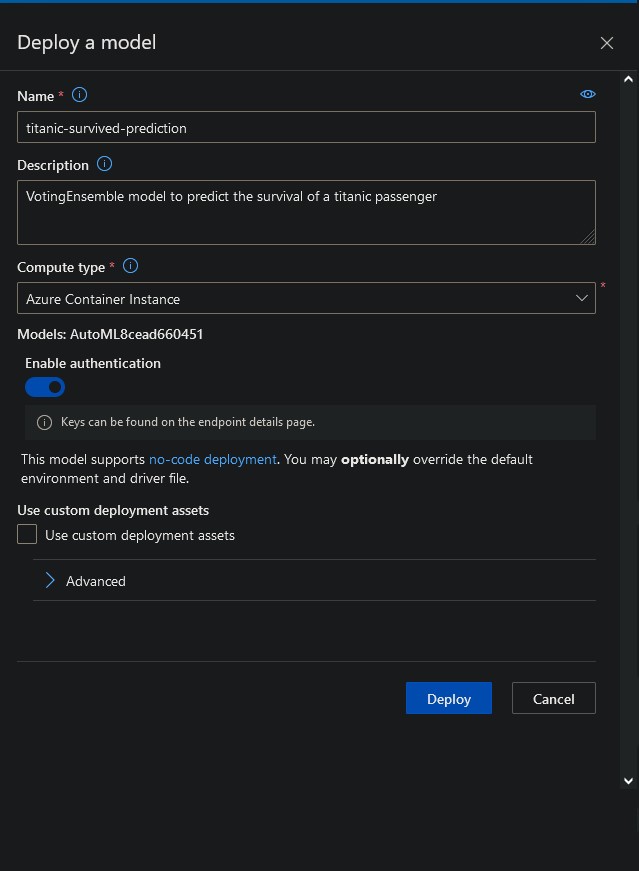 Deploy a model
Name *
titanic-survived-prediction
Description
VotingEnsemble model to predict the survival of a titanic passenger
Compute type *
Azure Container Instance
*
Models: AutoML8cead660451
Enable authentication
Keys can be found on the endpoint details page.
This model supports no-code deployment. You may optionally override the default
environment and driver file.
Use custom deployment assets
Use custom deployment assets
Advanced
Deploy
Cancel